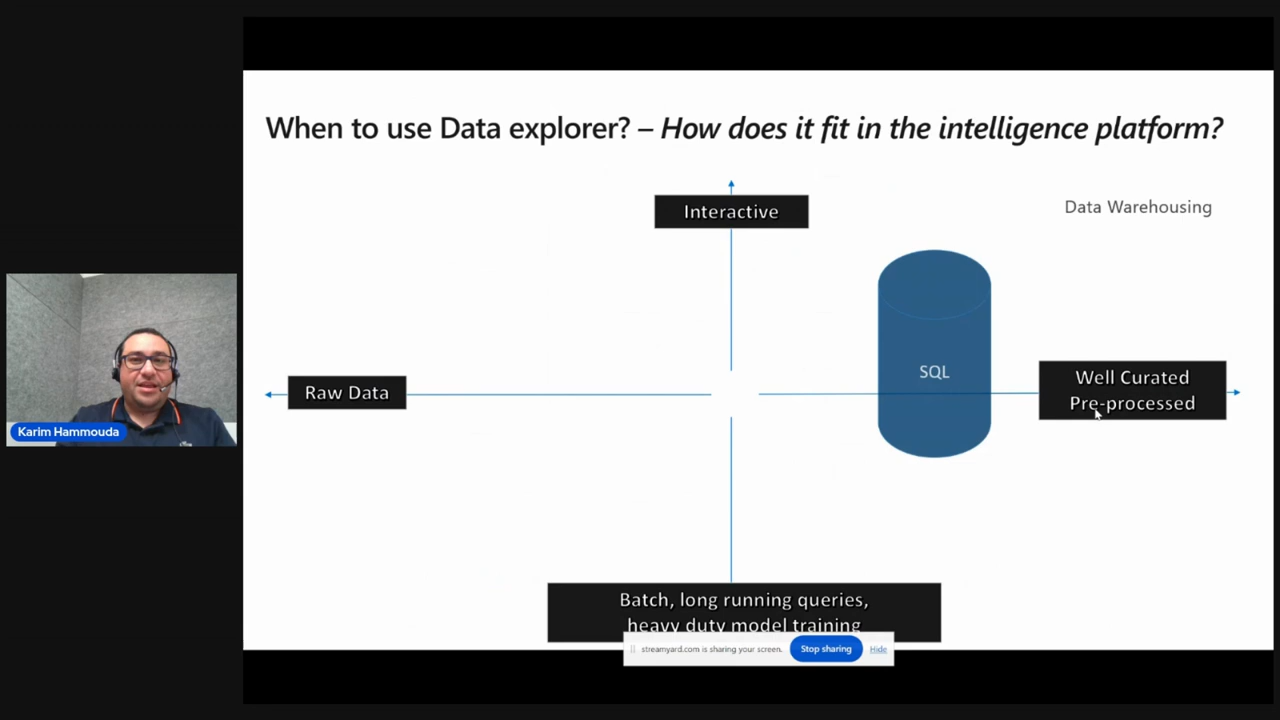 When to use Data explorer? – How does it fit in the intelligence platform?
Interactive
Data Warehousing
SQL
Raw Data
Well Curated
Pre-processed
Karim Hammouda
Batch, long running queries,
heavy duty model training
streamyard.com is sharing your screen.
Stop sharing
Hide